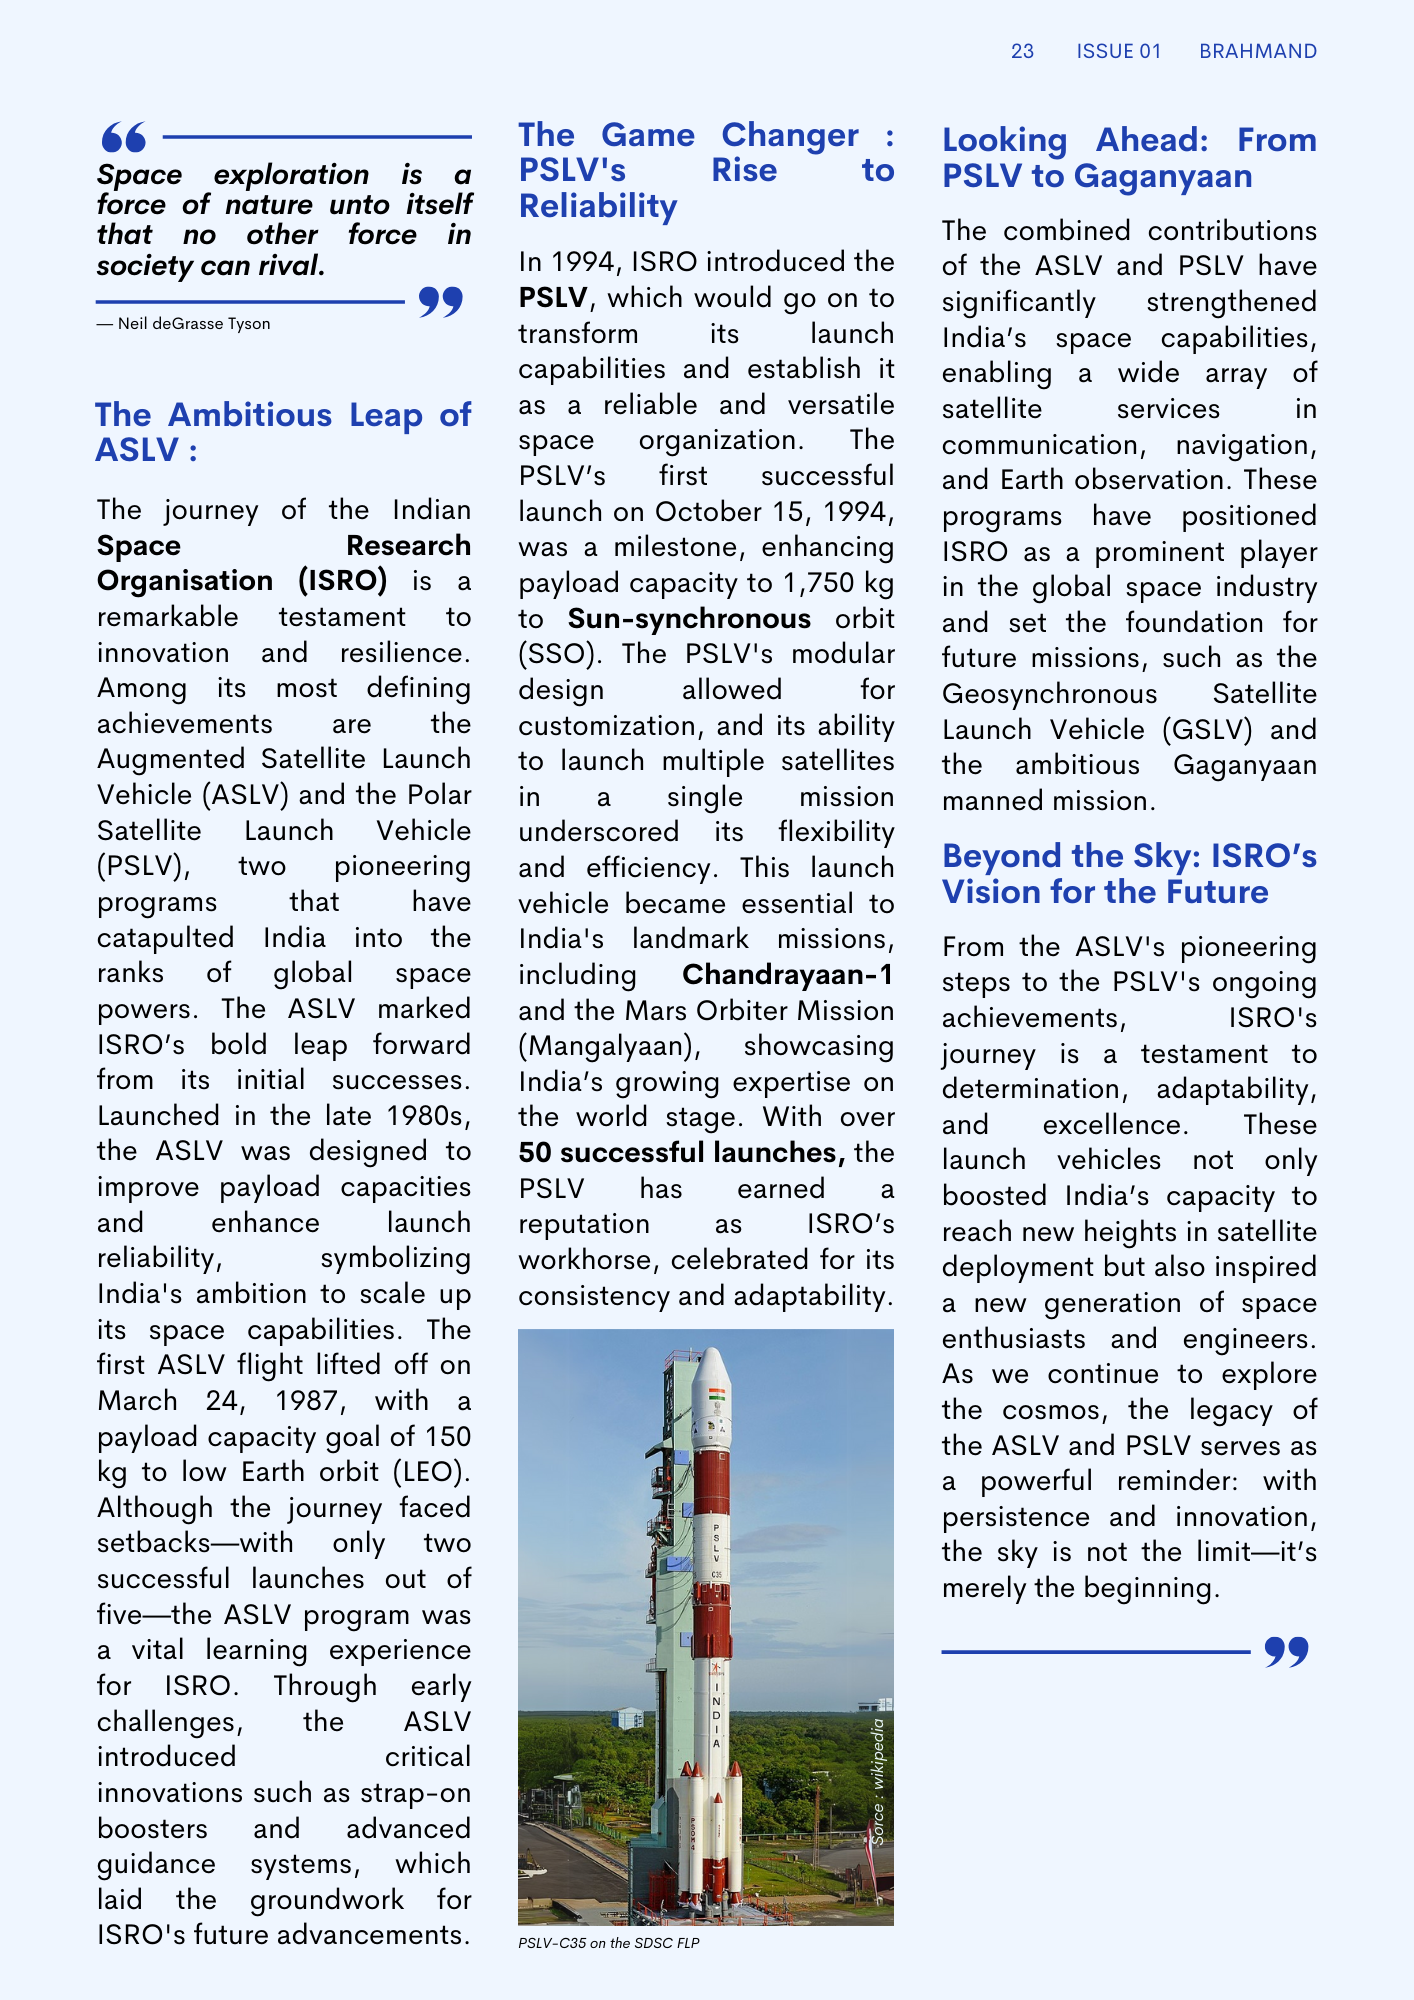 23 ISSUE 01 BRAHMAND
Space exploration is a
force of nature unto itself
that no other force in
society can rival.
— Neil deGrasse Tyson
The Ambitious Leap of
ASLV :
The journey of the Indian
Space Research
Organisation (ISRO) is a
remarkable testament to
innovation and resilience.
Among its most defining
achievements are the
Augmented Satellite Launch
Vehicle (ASLV) and the Polar
Satellite Launch Vehicle
(PSLV), two pioneering
programs that have
catapulted India into the
ranks of global space
powers. The ASLV marked
ISRO’s bold leap forward
from its initial successes.
Launched in the late 1980s,
the ASLV was designed to
improve payload capacities
and enhance launch
reliability, symbolizing
India's ambition to scale up
its space capabilities. The
first ASLV flight lifted off on
March 24, 1987, with a
payload capacity goal of 150
kg to low Earth orbit (LEO).
Although the journey faced
setbacks—with only two
successful launches out of
five—the ASLV program was
a vital learning experience
for ISRO. Through early
challenges, the ASLV
introduced critical
innovations such as strap-on
boosters and advanced
guidance systems, which
laid the groundwork for
ISRO's future advancements.
The Game Changer :
PSLV's Rise to
Reliability
In 1994, ISRO introduced the
PSLV, which would go on to
transform its launch
capabilities and establish it
as a reliable and versatile
space organization. The
PSLV’s first successful
launch on October 15, 1994,
was a milestone, enhancing
payload capacity to 1,750 kg
to Sun-synchronous orbit
(SSO). The PSLV's modular
design allowed for
customization, and its ability
to launch multiple satellites
in a single mission
underscored its flexibility
and efficiency. This launch
vehicle became essential to
India's landmark missions,
including Chandrayaan-1
and the Mars Orbiter Mission
(Mangalyaan), showcasing
India’s growing expertise on
the world stage. With over
50 successful launches, the
PSLV has earned a
reputation as ISRO’s
workhorse, celebrated for its
consistency and adaptability.
PSLV
C35
INDIA
PSOM 4
Sorce : wikipedia
PSLV-C35 on the SDSC FLP
Looking Ahead: From
PSLV to Gaganyaan
The combined contributions
of the ASLV and PSLV have
significantly strengthened
India’s space capabilities,
enabling a wide array of
satellite services in
communication, navigation,
and Earth observation. These
programs have positioned
ISRO as a prominent player
in the global space industry
and set the foundation for
future missions, such as the
Geosynchronous Satellite
Launch Vehicle (GSLV) and
the ambitious Gaganyaan
manned mission.
Beyond the Sky: ISRO’s
Vision for the Future
From the ASLV's pioneering
steps to the PSLV's ongoing
achievements, ISRO's
journey is a testament to
determination, adaptability,
and excellence. These
launch vehicles not only
boosted India’s capacity to
reach new heights in satellite
deployment but also inspired
a new generation of space
enthusiasts and engineers.
As we continue to explore
the cosmos, the legacy of
the ASLV and PSLV serves as
a powerful reminder: with
persistence and innovation,
the sky is not the limit—it’s
merely the beginning.